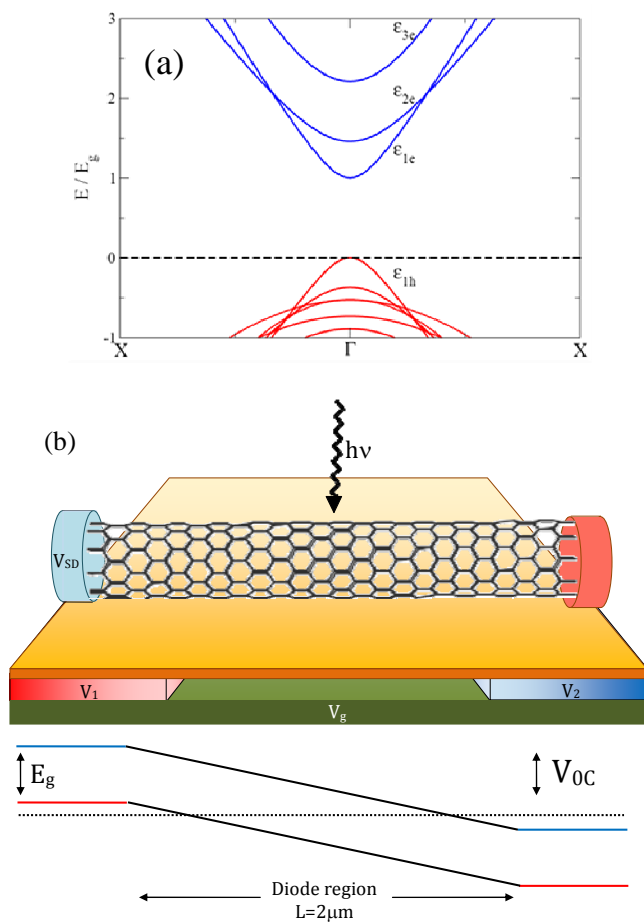 3
(a)
ε3e
2
ε2e
E / Eg
ε1e
1
0
ε1h
-1
X
Γ
X
(b)
hν
VSD
V1
V2
Vg
Eg
V0C
Diode region
L=2μm